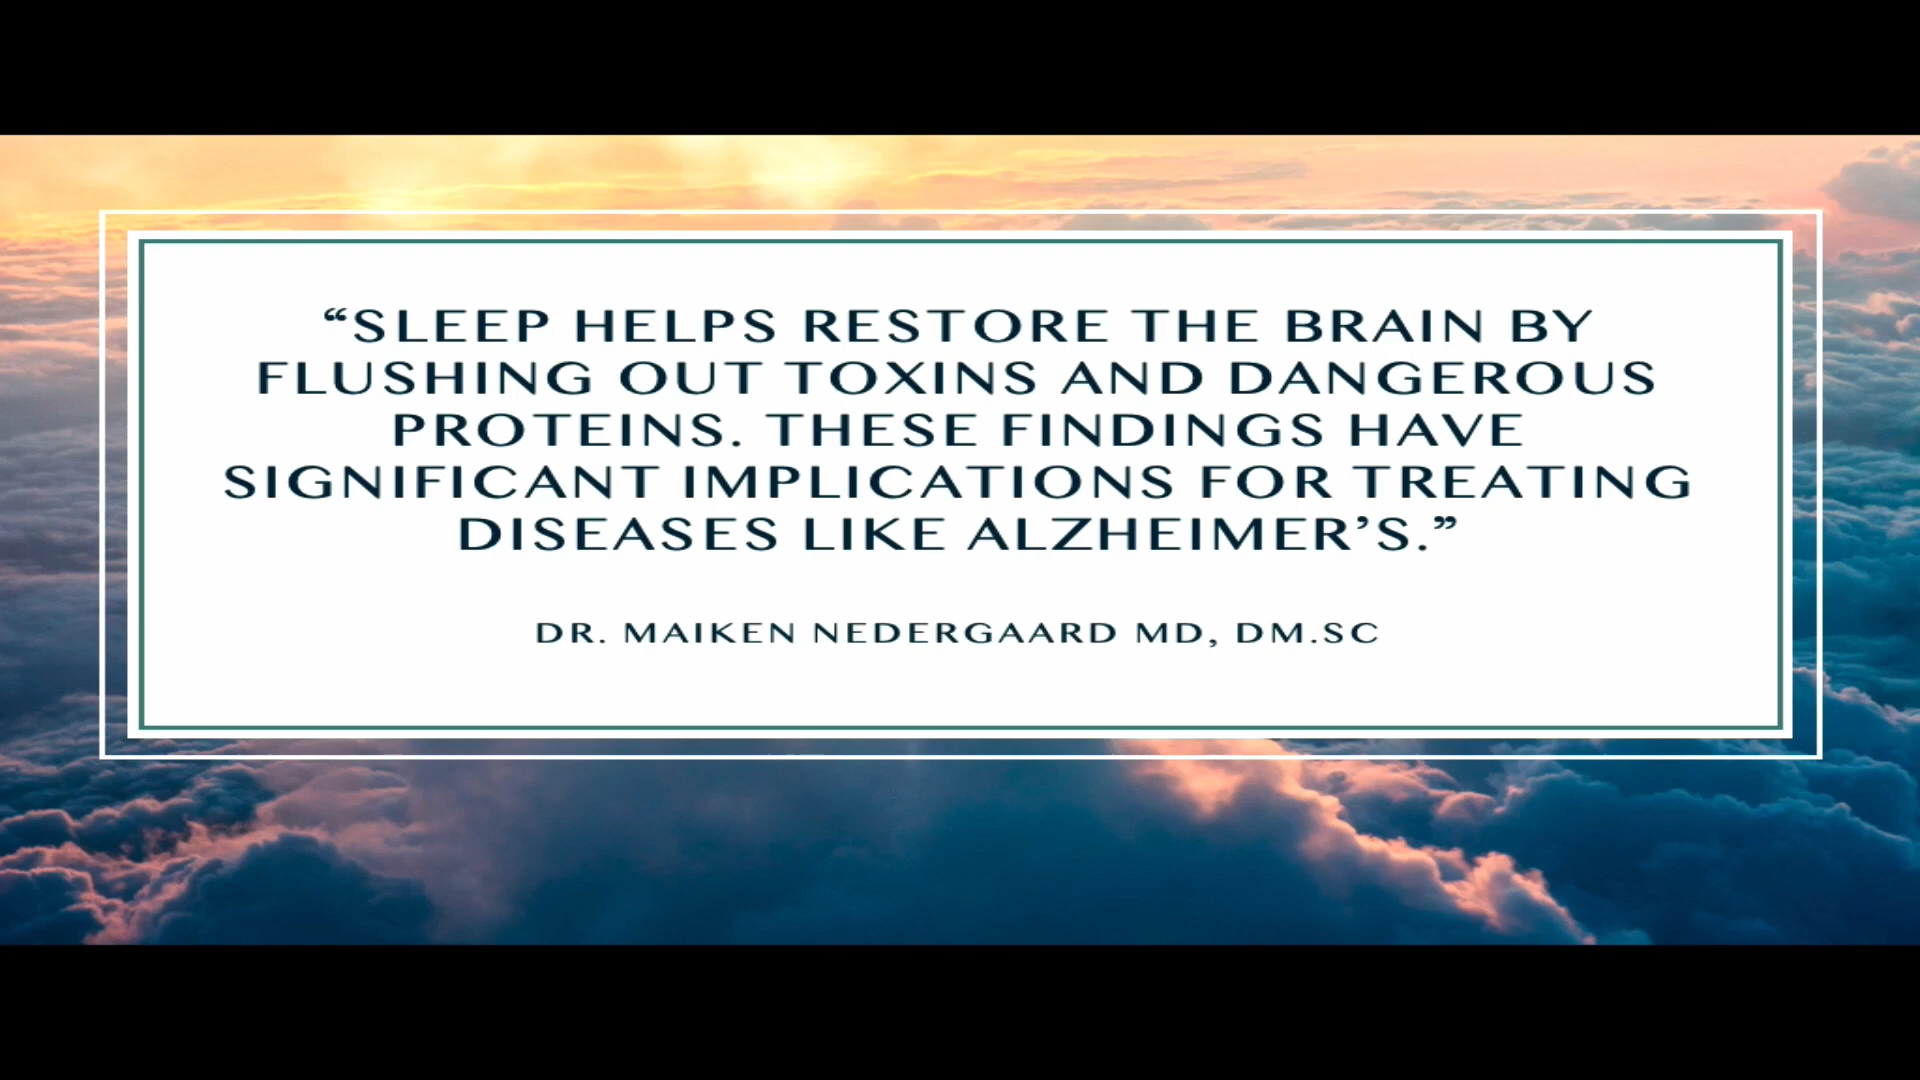 “SLEEP HELPS RESTORE THE BRAIN BY
FLUSHING OUT TOXINS AND DANGEROUS
PROTEINS. THESE FINDINGS HAVE
SIGNIFICANT IMPLICATIONS FOR TREATING
DISEASES LIKE ALZHEIMER’S.”
DR. MAIKEN NEDERGAARD MD, DM.SC